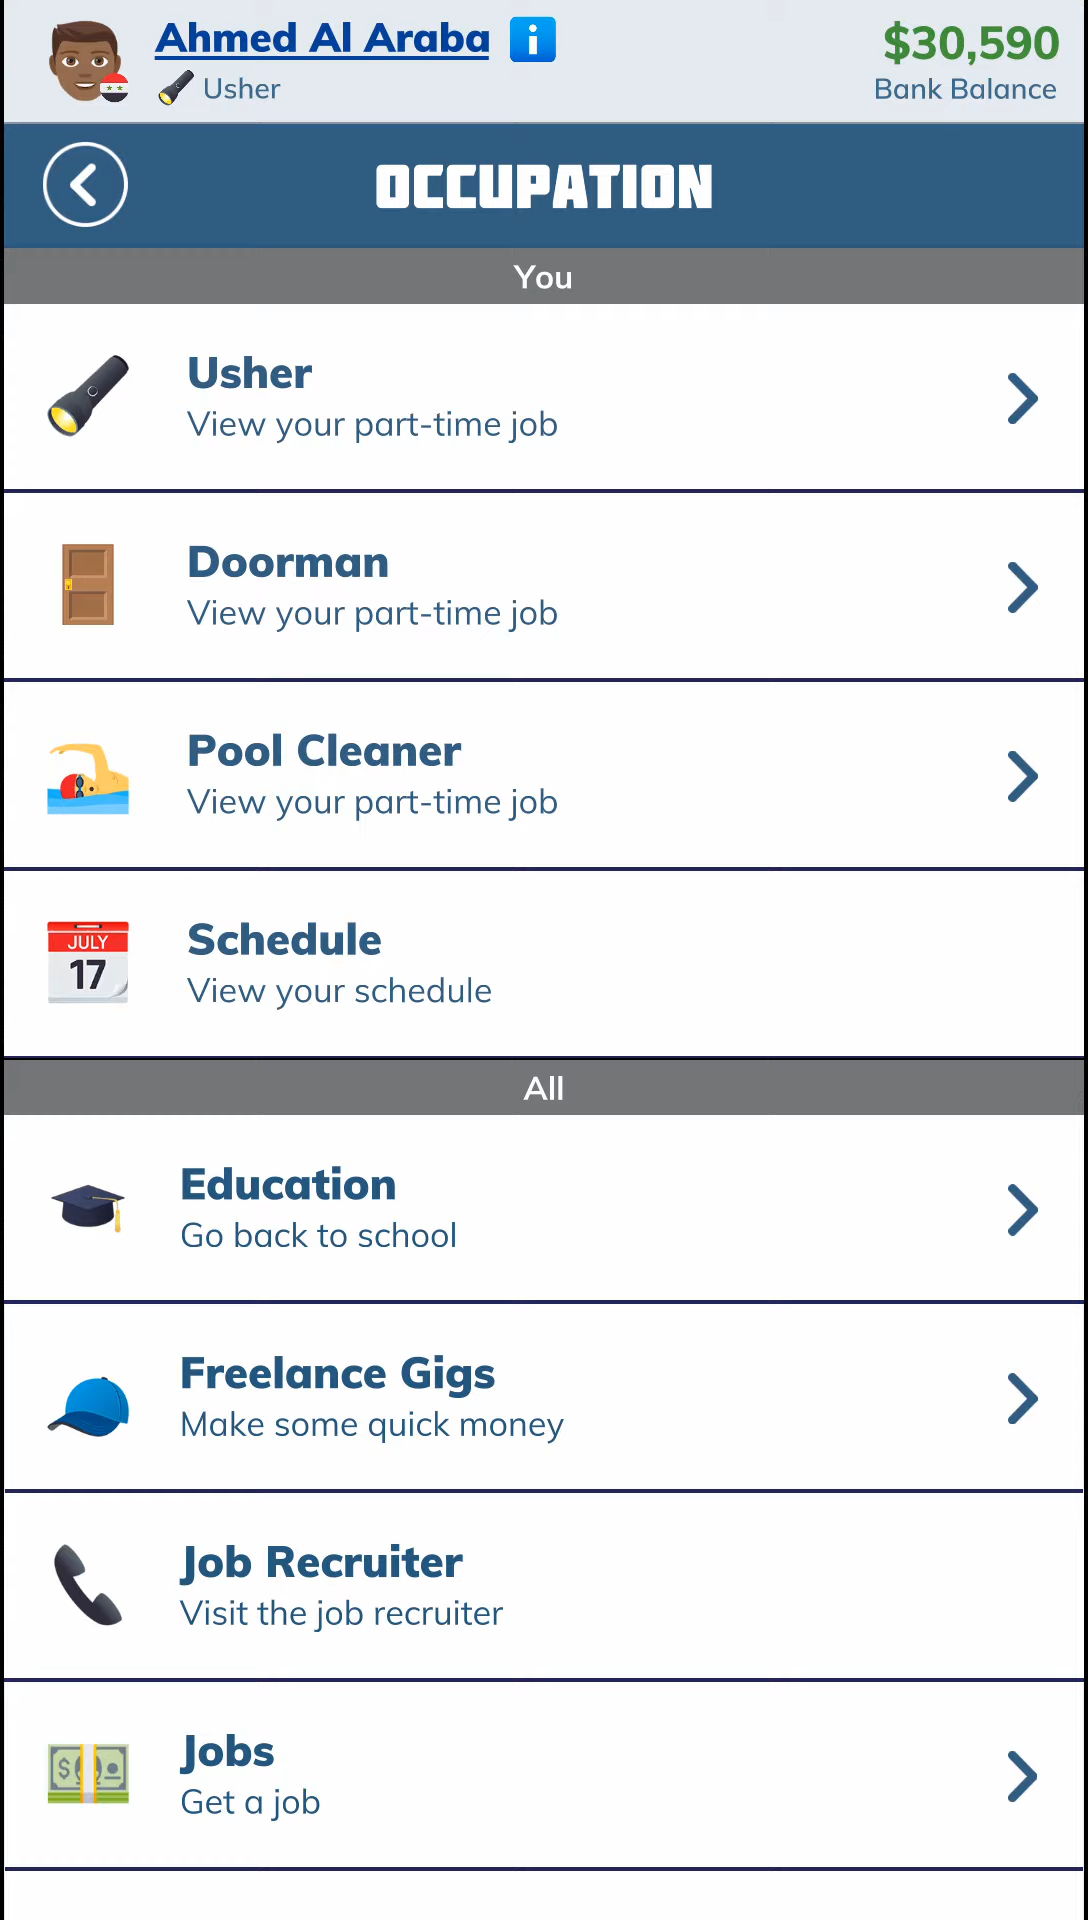 Ahmed Al Araba
Usher
$30,590
Bank Balance
OCCUPATION
You
Usher
View your part-time job
Doorman
View your part-time job
Pool Cleaner
View your part-time job
JULY
17
Schedule
View your schedule
All
Education
Go back to school
Freelance Gigs
Make some quick money
Job Recruiter
Visit the job recruiter
Jobs
Get a job